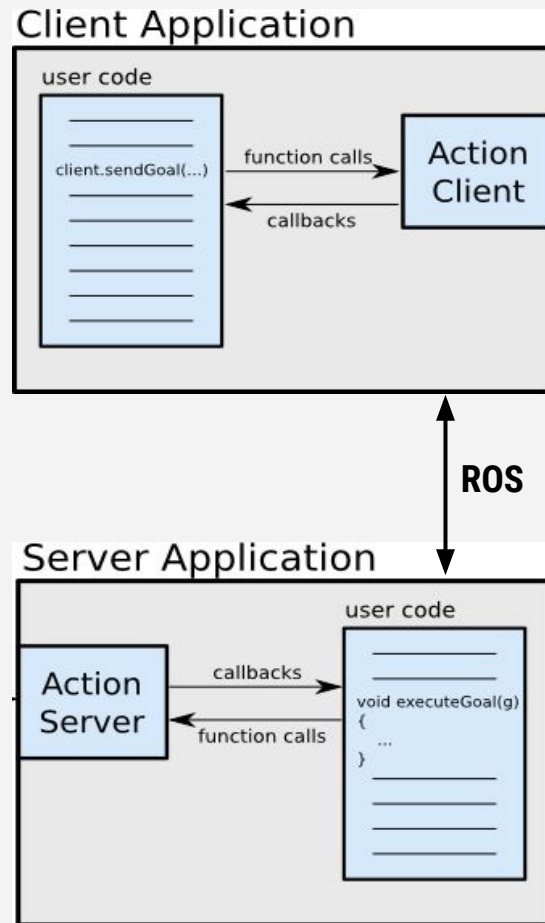 Client Application
user code
client.sendGoal(...)
function calls
callbacks
Action
Client
ROS
Server Application
user code
Action
Server
callbacks
function calls
void executeGoal(g)
{
...
}